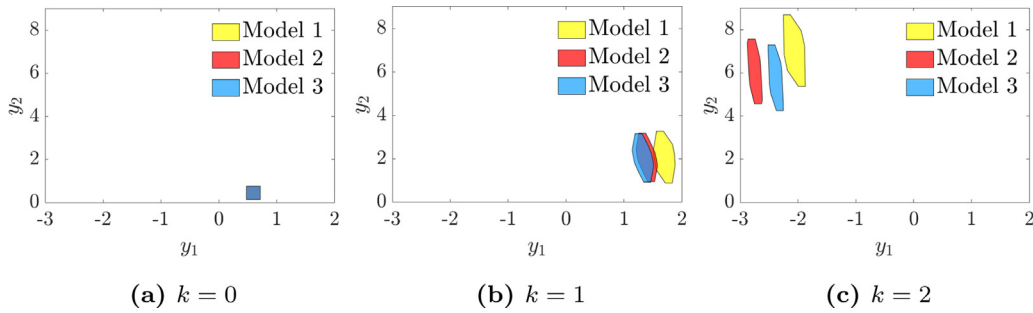 8
6
4
2
0
y₂
Model 1
Model 2
Model 3
-3 -2 -1 0 1 2
y₁
(a) k = 0
8
6
4
2
0
y₂
Model 1
Model 2
Model 3
-3 -2 -1 0 1 2
y₁
(b) k = 1
8
6
4
2
0
y₂
Model 1
Model 2
Model 3
-3 -2 -1 0 1 2
y₁
(c) k = 2